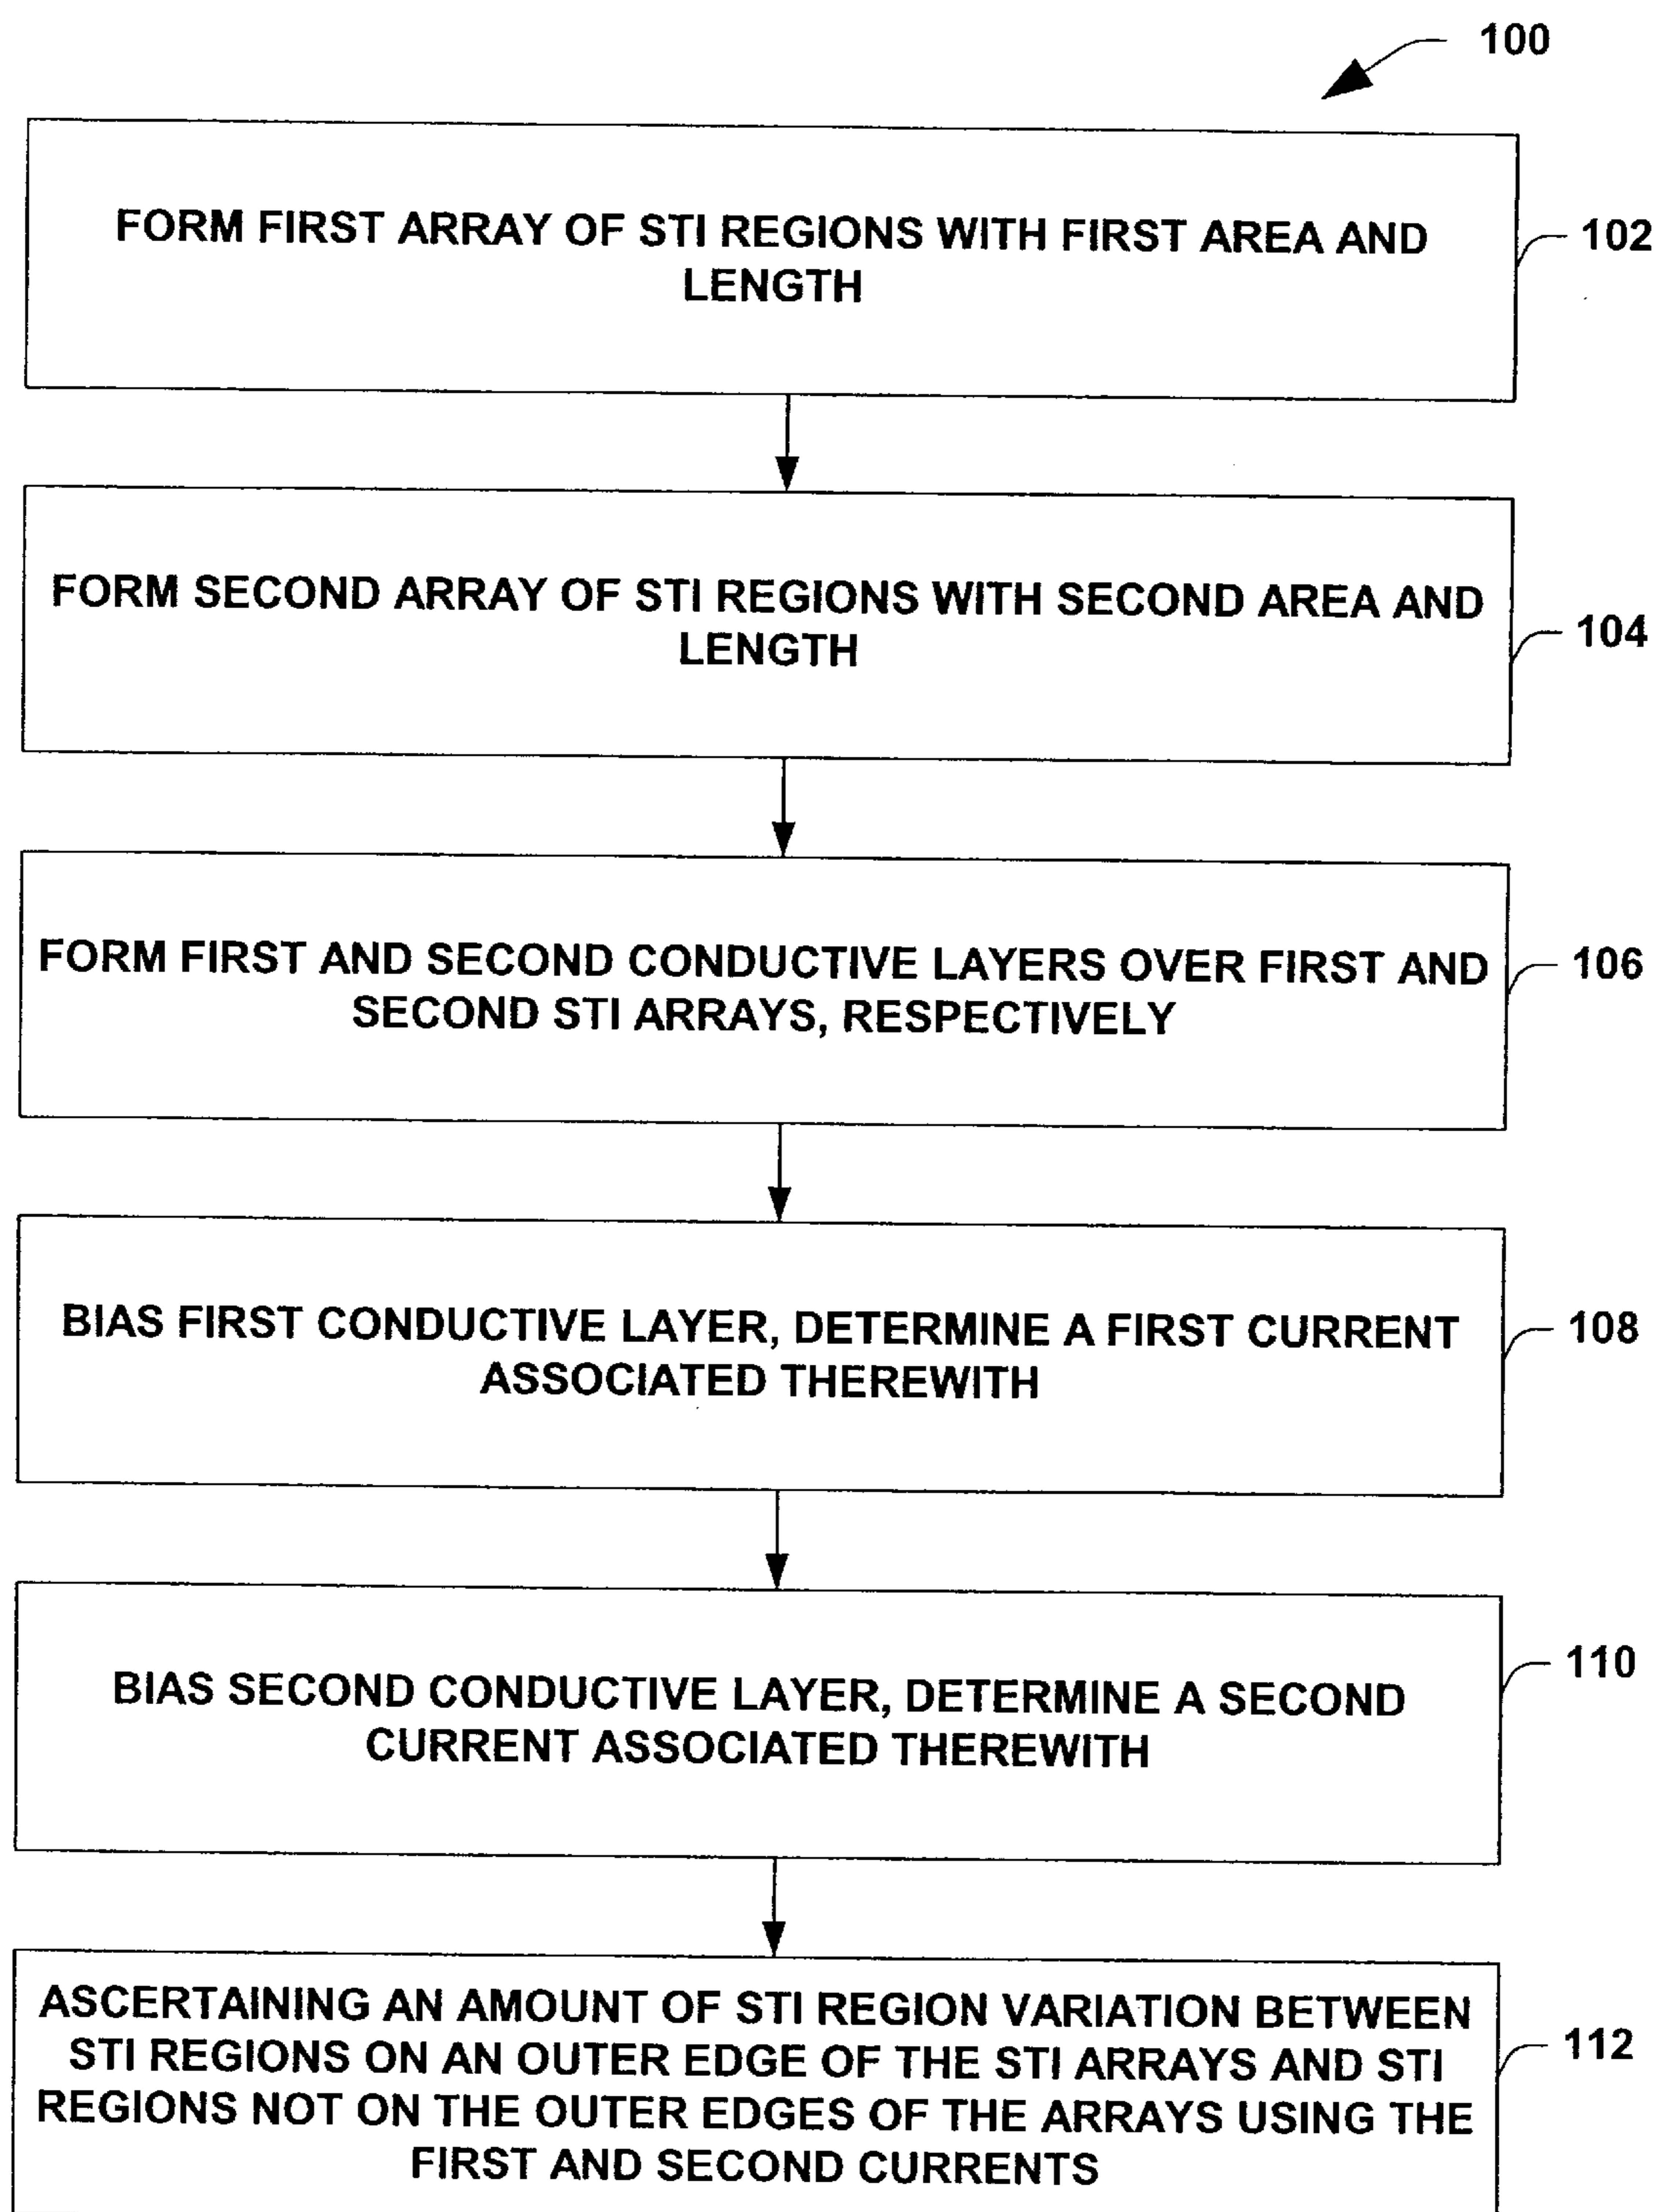 100
FORM FIRST ARRAY OF STI REGIONS WITH FIRST AREA AND
LENGTH
102
FORM SECOND ARRAY OF STI REGIONS WITH SECOND AREA AND
LENGTH
104
FORM FIRST AND SECOND CONDUCTIVE LAYERS OVER FIRST AND
SECOND STI ARRAYS, RESPECTIVELY
106
BIAS FIRST CONDUCTIVE LAYER, DETERMINE A FIRST CURRENT
ASSOCIATED THEREWITH
108
BIAS SECOND CONDUCTIVE LAYER, DETERMINE A SECOND
CURRENT ASSOCIATED THEREWITH
110
ASCERTAINING AN AMOUNT OF STI REGION VARIATION BETWEEN
STI REGIONS ON AN OUTER EDGE OF THE STI ARRAYS AND STI
REGIONS NOT ON THE OUTER EDGES OF THE ARRAYS USING THE
FIRST AND SECOND CURRENTS
112